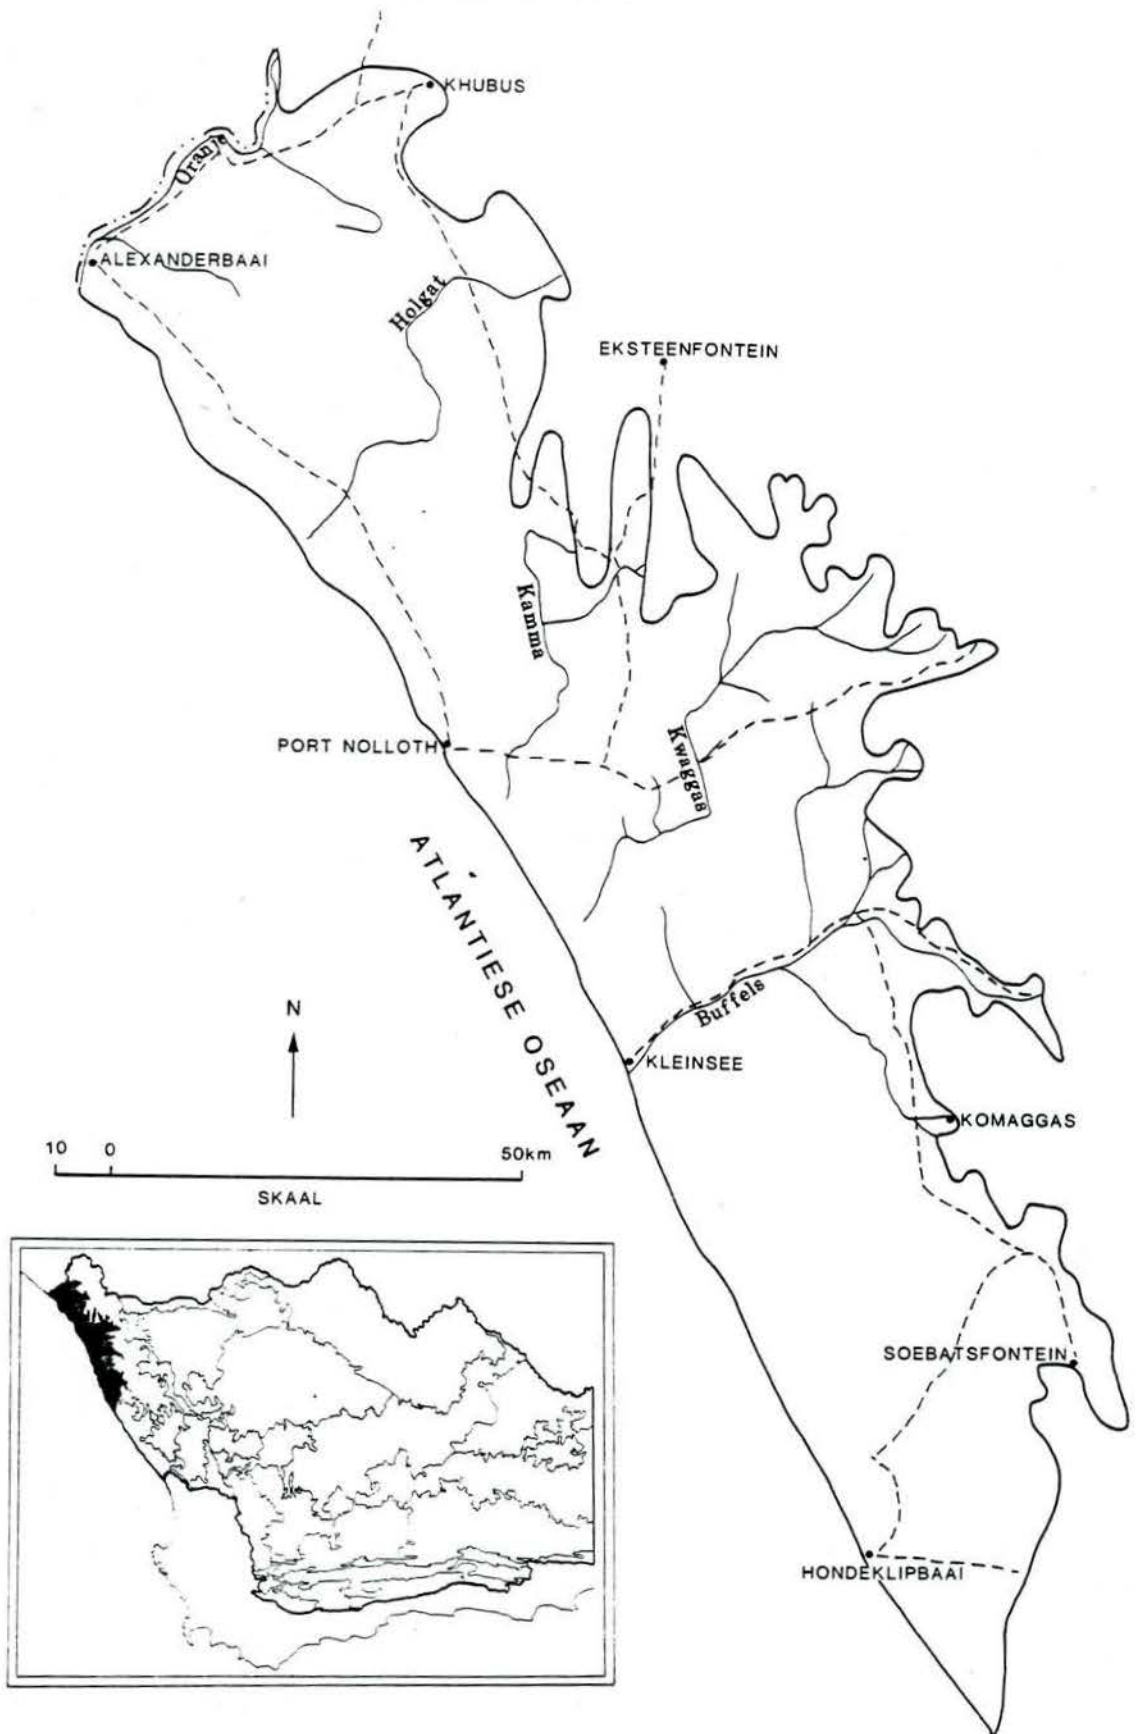 KHUBUS
Oranje
ALEXANDERBAAI
Holgat
EKSTEENFONTEIN
Kamma
PORT NOLLOTH
Kwaggas
ATLANTIESE OSEAAN
Buffels
N
KLEINSEE
KOMAGGAS
10 0 50km
SKAAL
SOEBATSFONTEIN
HONDEKLIPBAAI